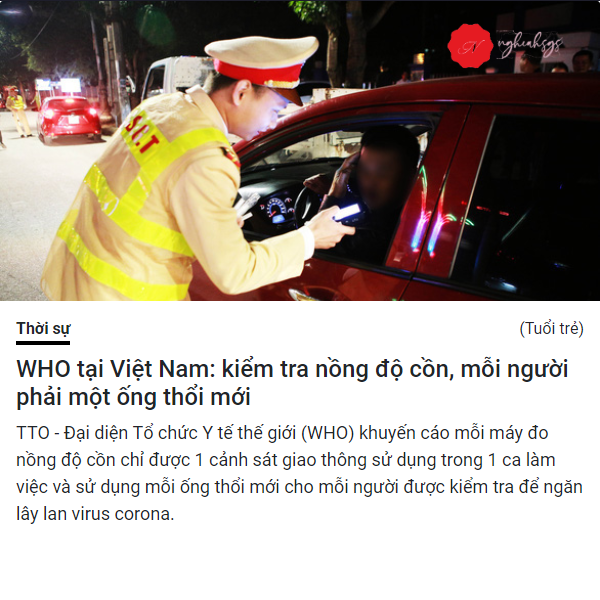 N nghianhsgs
S.C.T
Thời sự (Tuổi trẻ)
WHO tại Việt Nam: kiểm tra nồng độ cồn, mỗi người
phải một ống thổi mới
TTO - Đại diện Tổ chức Y tế thế giới (WHO) khuyến cáo mỗi máy đo
nồng độ cồn chỉ được 1 cảnh sát giao thông sử dụng trong 1 ca làm
việc và sử dụng mỗi ống thổi mới cho mỗi người được kiểm tra để ngăn
lây lan virus corona.